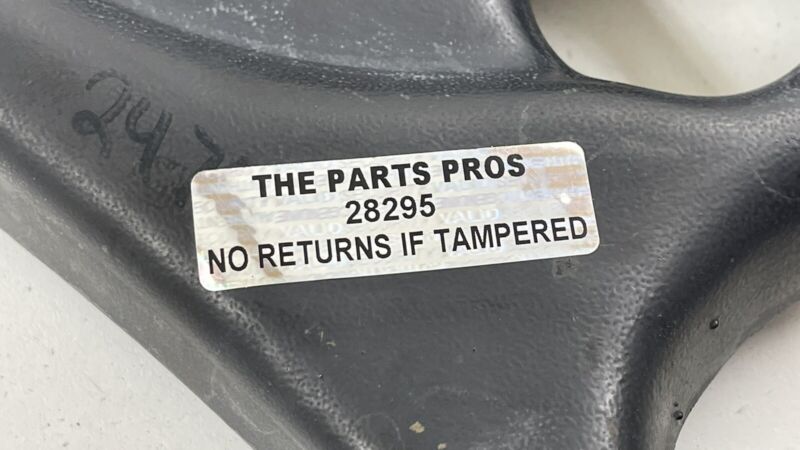 THE PARTS PROS
28295
NO RETURNS IF TAMPERED